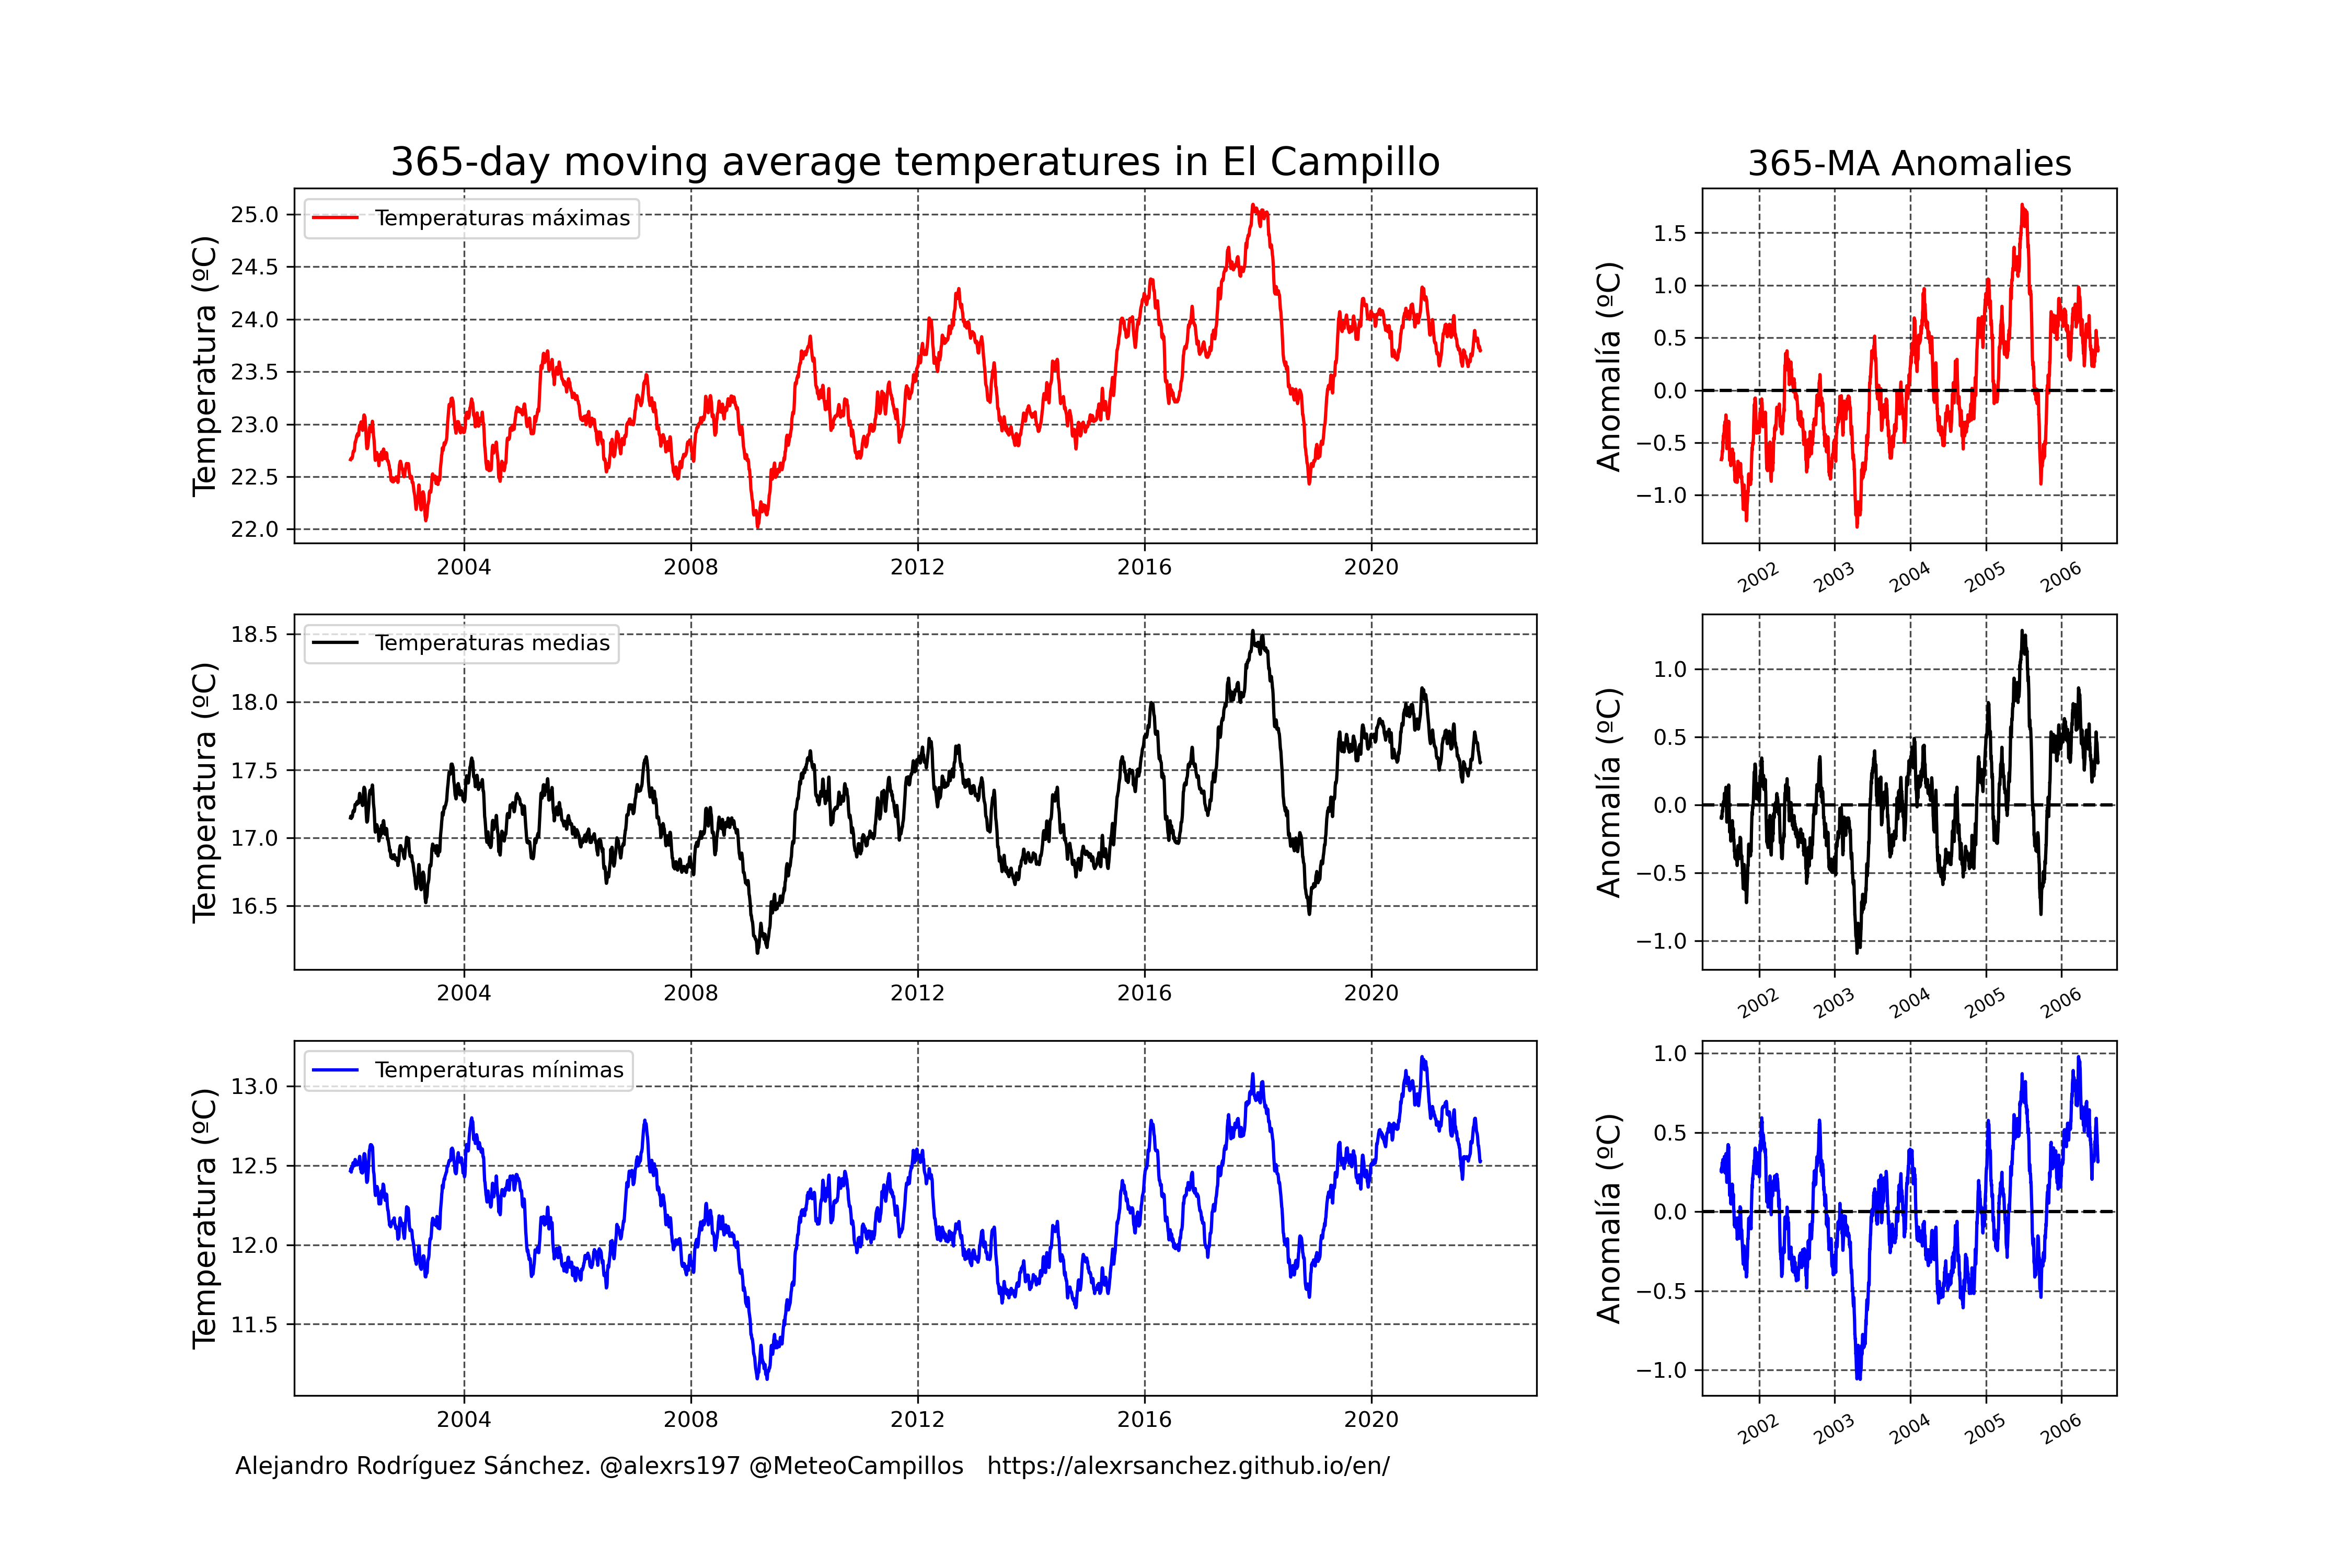 365-day moving average temperatures in El Campillo
Temperatura (ºC)
25.0
24.5
24.0
23.5
23.0
22.5
22.0
Temperaturas máximas
2004 2008 2012 2016 2020
365-MA Anomalies
Anomalía (ºC)
1.5
1.0
0.5
0.0
−0.5
−1.0
2002 2003 2004 2005 2006
Temperatura (ºC)
18.5
18.0
17.5
17.0
16.5
Temperaturas medias
2004 2008 2012 2016 2020
Anomalía (ºC)
1.0
0.5
0.0
−0.5
−1.0
2002 2003 2004 2005 2006
Temperatura (ºC)
13.0
12.5
12.0
11.5
Temperaturas mínimas
2004 2008 2012 2016 2020
Anomalía (ºC)
1.0
0.5
0.0
−0.5
−1.0
2002 2003 2004 2005 2006
Alejandro Rodríguez Sánchez. @alexrs197 @MeteoCampillos https://alexrsanchez.github.io/en/